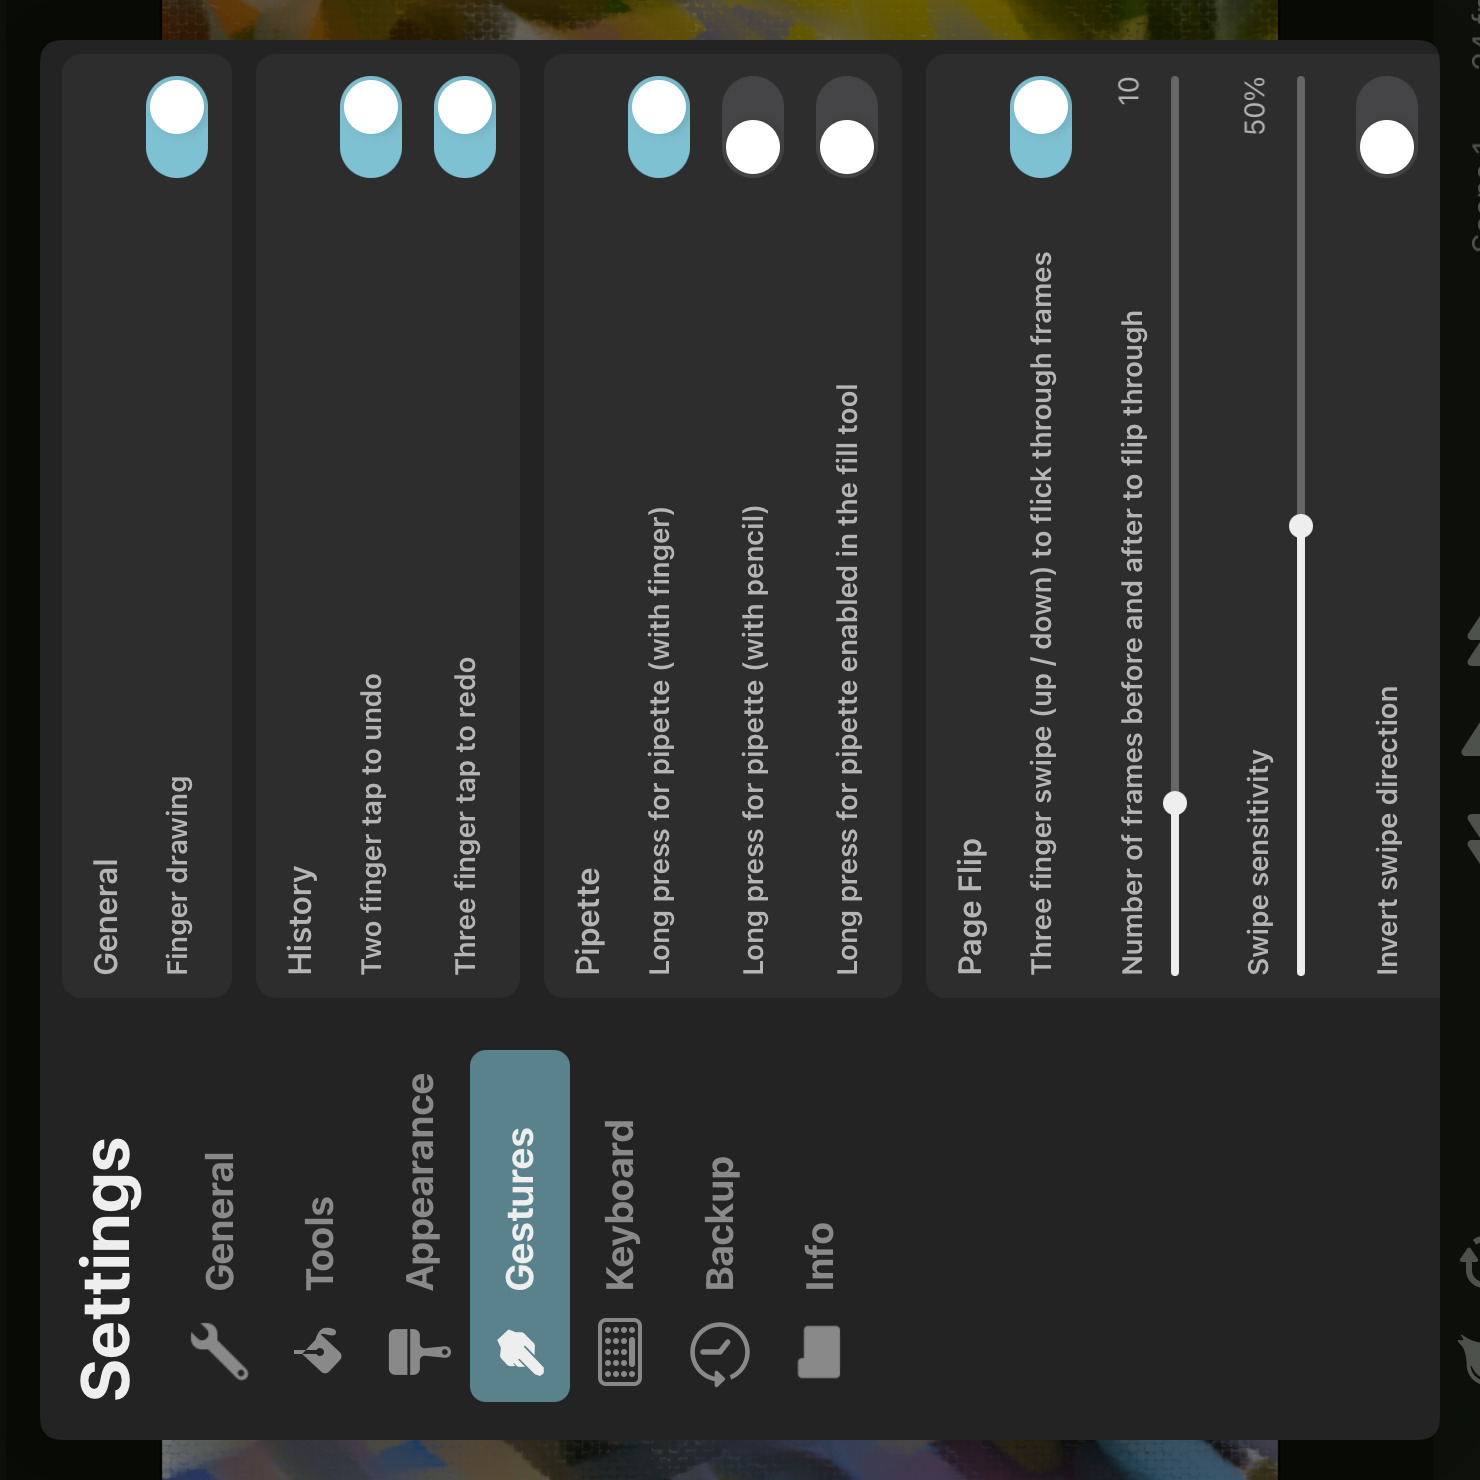 Settings
General
Tools
Appearance
Gestures
Keyboard
Backup
Info
General
Finger drawing
History
Two finger tap to undo
Three finger tap to redo
Pipette
Long press for pipette (with finger)
Long press for pipette (with pencil)
Long press for pipette enabled in the fill tool
Page Flip
Three finger swipe (up / down) to flick through frames
Number of frames before and after to flip through 10
Swipe sensitivity 50%
Invert swipe direction
Scene 1